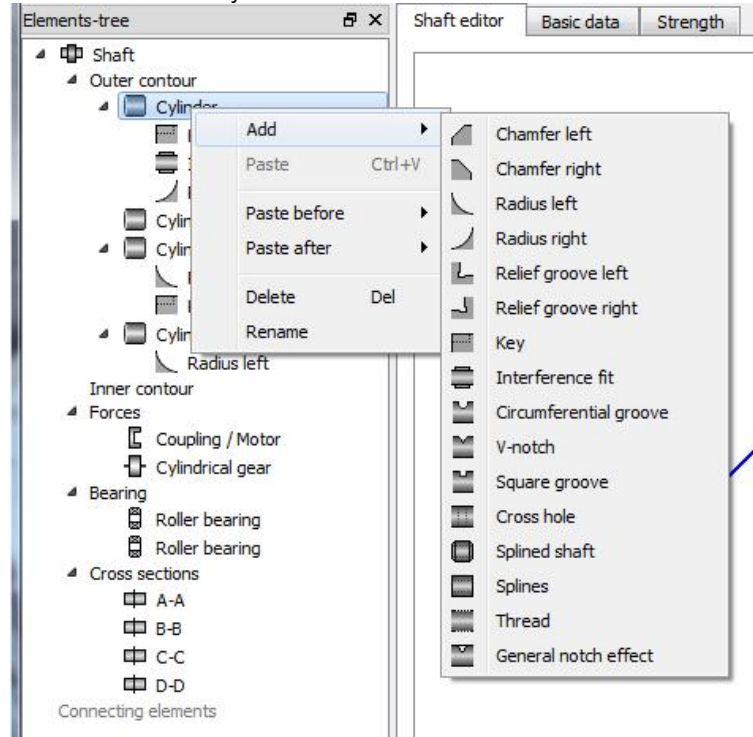 Elements-tree
Shaft editor
Basic data
Strength
Shaft
Outer contour
Cylinder
Add
Paste Ctrl+V
Paste before
Paste after
Delete Del
Rename
Chamfer left
Chamfer right
Radius left
Radius right
Relief groove left
Relief groove right
Key
Interference fit
Circumferential groove
V-notch
Square groove
Cross hole
Splined shaft
Splines
Thread
General notch effect
Radius left
Inner contour
Forces
Coupling / Motor
Cylindrical gear
Bearing
Roller bearing
Roller bearing
Cross sections
A-A
B-B
C-C
D-D
Connecting elements